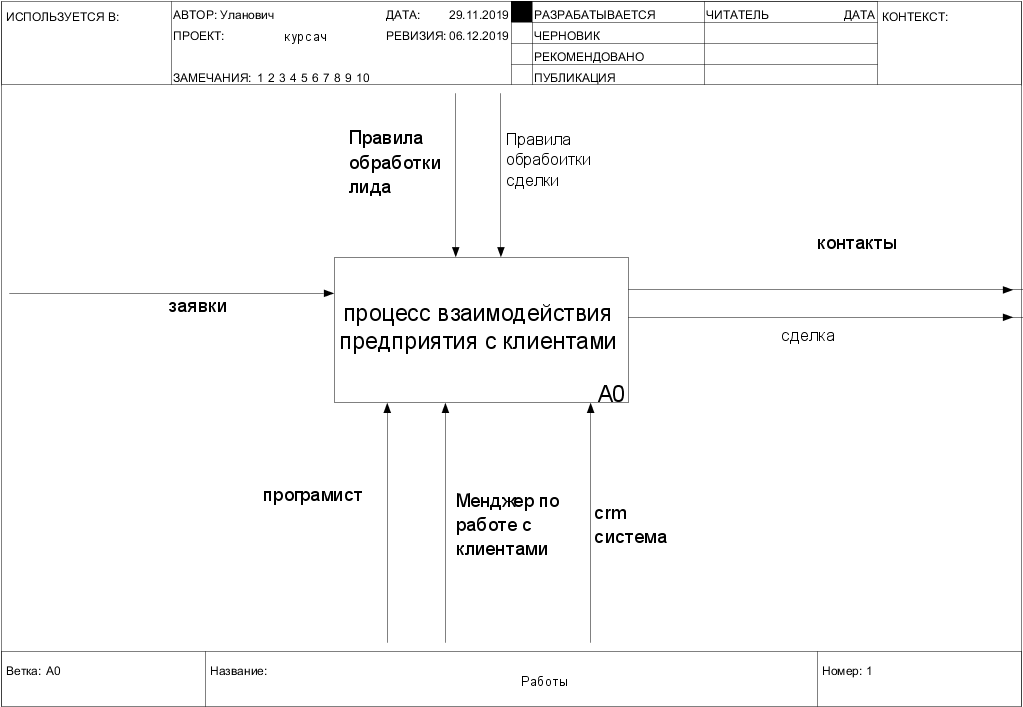 ИСПОЛЬЗУЕТСЯ В:
АВТОР: Уланович
ДАТА: 29.11.2019
РАЗРАБАТЫВАЕТСЯ
ЧИТАТЕЛЬ
ДАТА
КОНТЕКСТ:
ПРОЕКТ: курсач
РЕВИЗИЯ: 06.12.2019
ЧЕРНОВИК
РЕКОМЕНДОВАНО
ЗАМЕЧАНИЯ: 1 2 3 4 5 6 7 8 9 10
ПУБЛИКАЦИЯ
Правила
обработки
лида
Правила
обрабоитки
сделки
контакты
заявки
процесс взаимодействия
предприятия с клиентами
сделка
A0
програмист
Менджер по
работе с
клиентами
crm
система
Ветка: A0
Название:
Работы
Номер: 1